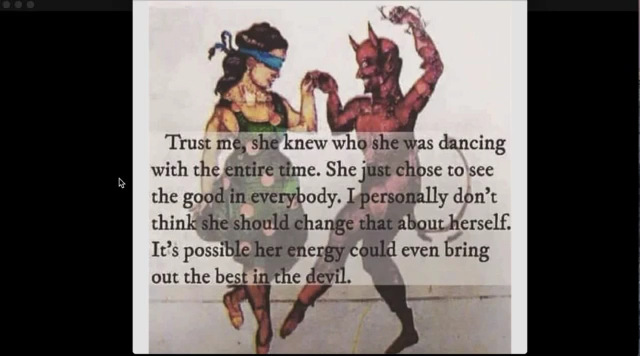 Trust me, she knew who she was dancing
with the entire time. She just chose to see
the good in everybody. I personally don't
think she should change that about herself.
It's possible her energy could even bring
out the best in the devil.